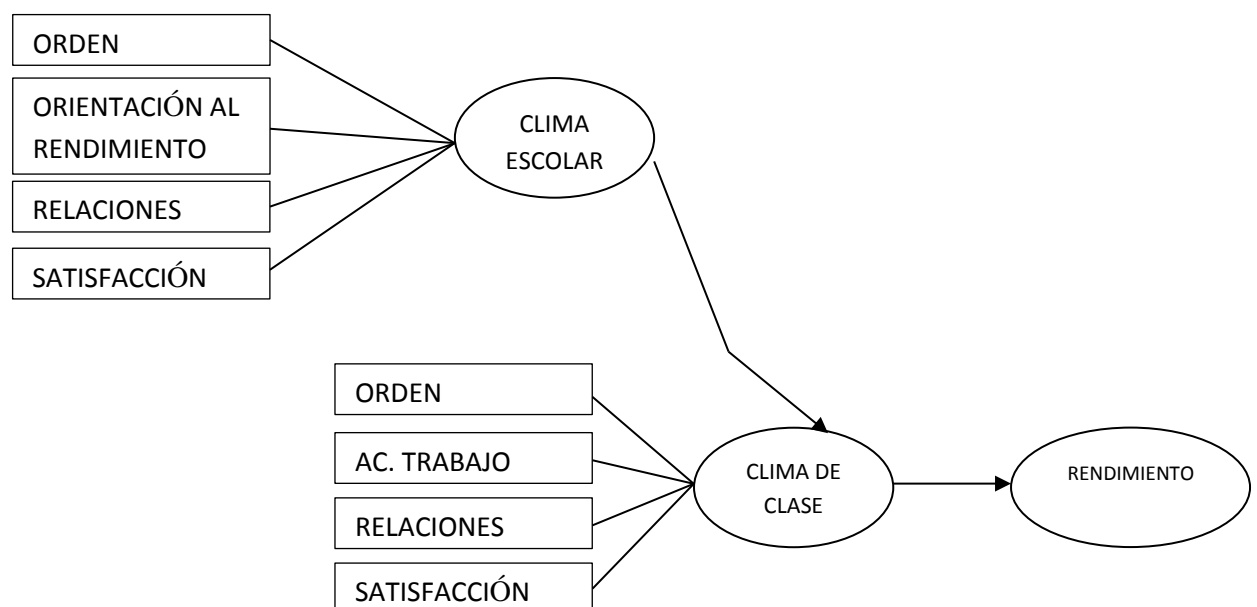 ORDEN
ORIENTACIÓN AL
RENDIMIENTO
RELACIONES
SATISFACCIÓN
CLIMA
ESCOLAR
ORDEN
AC. TRABAJO
RELACIONES
SATISFACCIÓN
CLIMA DE
CLASE
RENDIMIENTO